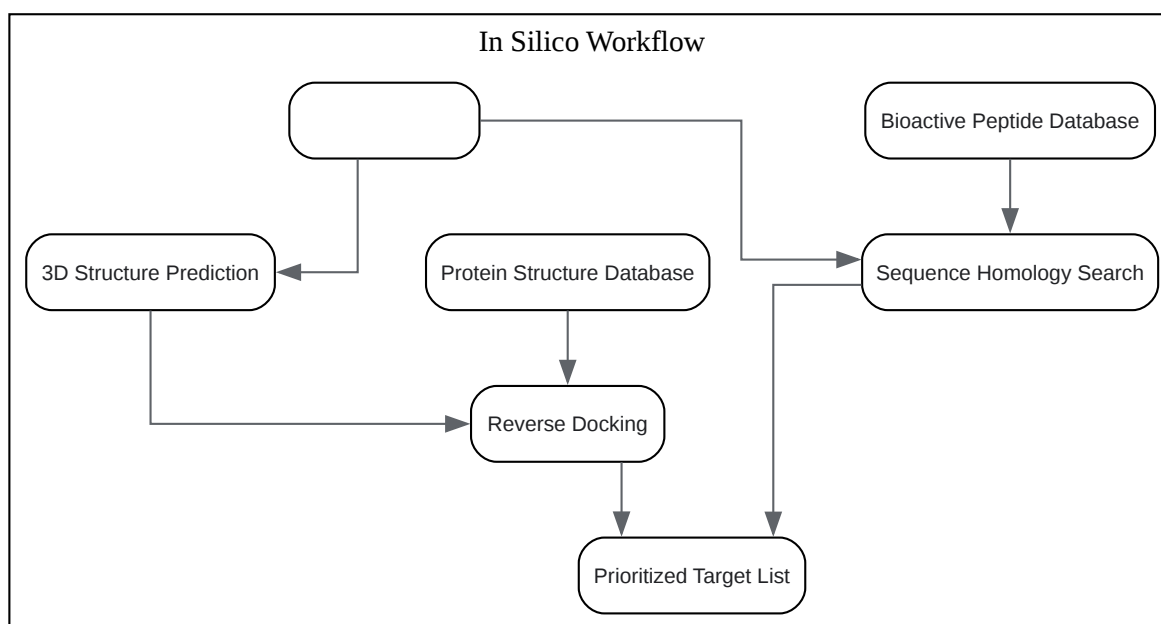 In Silico Workflow
Bioactive Peptide Database
3D Structure Prediction
Protein Structure Database
Sequence Homology Search
Reverse Docking
Prioritized Target List